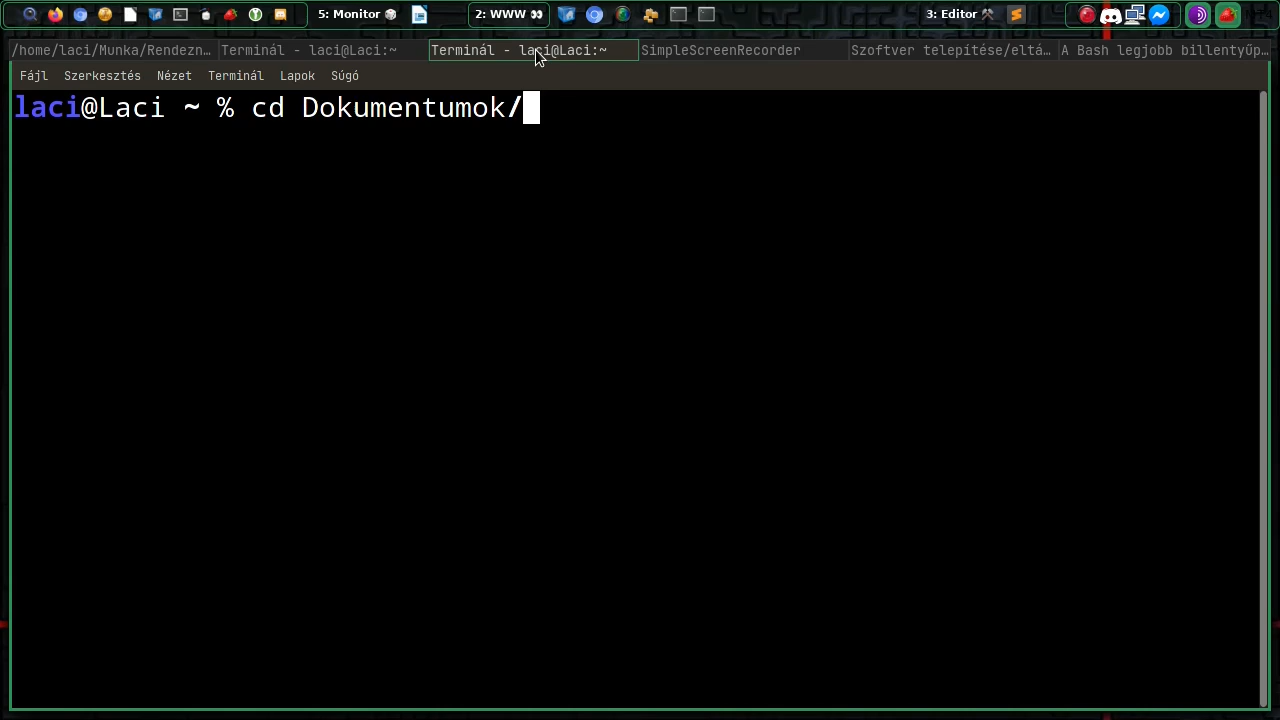 5: Monitor
2: WWW
3: Editor
/home/laci/Munka/Rendezn…
Terminál - laci@Laci:~
Terminál - laci@Laci:~
SimpleScreenRecorder
Szoftver telepítése/eltá…
A Bash legjobb billentyűp…
Fájl Szerkesztés Nézet Terminál Lapok Súgó
laci@Laci ~ % cd Dokumentumok/